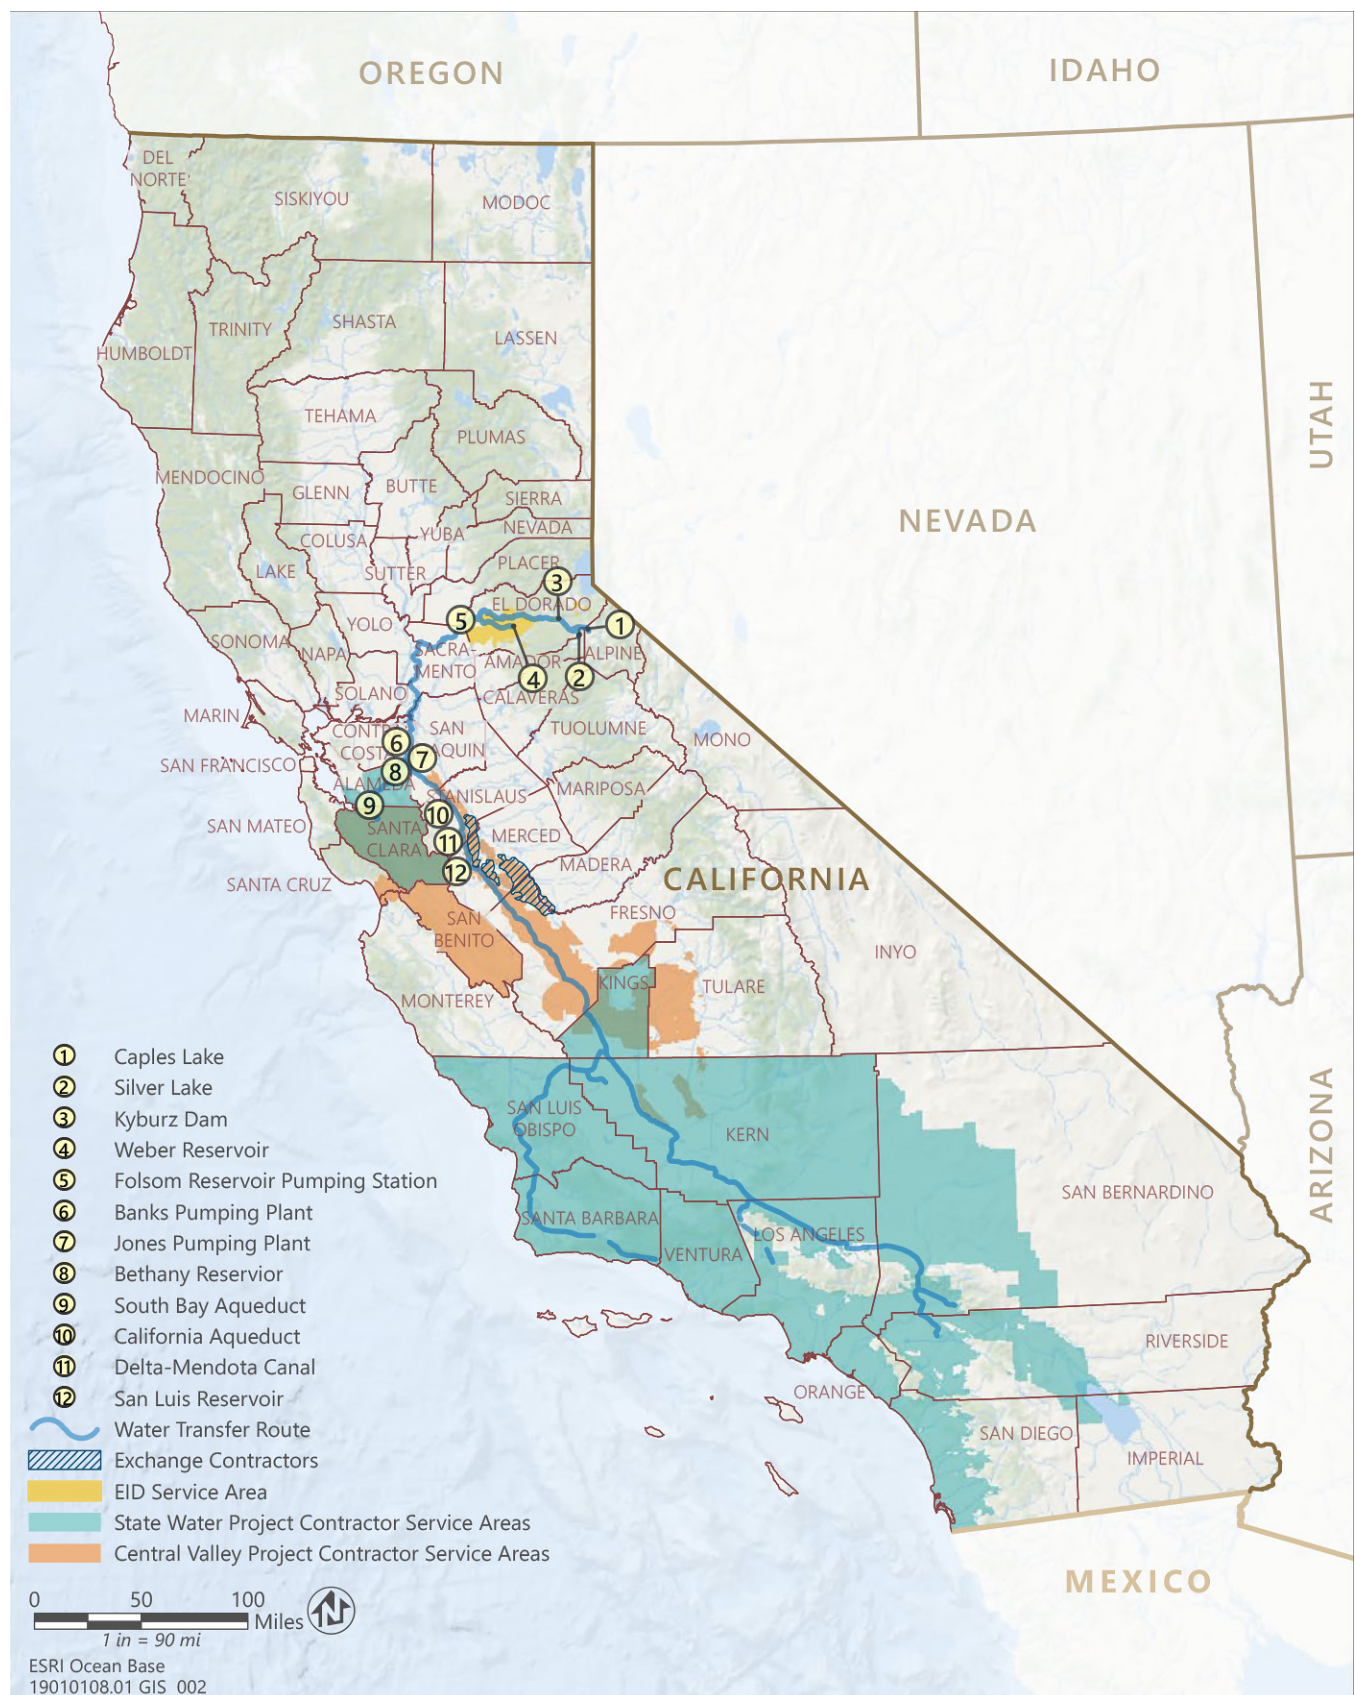 OREGON
IDAHO
DEL
NORTE
SISKIYOU
MODOC
TRINITY
SHASTA
LASSEN
HUMBOLDT
TEHAMA
PLUMAS
UTAH
MENDOCINO
GLENN
BUTTE
SIERRA
NEVADA
NEVADA
COLUSA
YUBA
LAKE
SUTTER
PLACER
3
EL DORADO
5
1
YOLO
SONOMA
NAPA
SACRA-
MENTO
AMADOR
ALPINE
4
2
SOLANO
CALAVERAS
MARIN
CONTRA
COSTA
SAN
JOAQUIN
TUOLUMNE
MONO
6
7
SAN FRANCISCO
8
ALAMEDA
STANISLAUS
MARIPOSA
9
10
SAN MATEO
SANTA
CLARA
11
MERCED
12
MADERA
CALIFORNIA
SANTA CRUZ
SAN
BENITO
FRESNO
INYO
KINGS
TULARE
MONTEREY
SAN LUIS
OBISPO
KERN
ARIZONA
SAN BERNARDINO
SANTA BARBARA
VENTURA
LOS ANGELES
RIVERSIDE
ORANGE
SAN DIEGO
IMPERIAL
MEXICO
1 Caples Lake
2 Silver Lake
3 Kyburz Dam
4 Weber Reservoir
5 Folsom Reservoir Pumping Station
6 Banks Pumping Plant
7 Jones Pumping Plant
8 Bethany Reservior
9 South Bay Aqueduct
10 California Aqueduct
11 Delta-Mendota Canal
12 San Luis Reservoir
Water Transfer Route
Exchange Contractors
EID Service Area
State Water Project Contractor Service Areas
Central Valley Project Contractor Service Areas
0 50 100
Miles N
1 in = 90 mi
ESRI Ocean Base
19010108.01 GIS 002